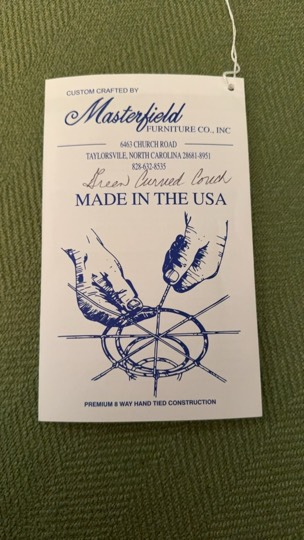 CUSTOM CRAFTED BY
Masterfield
FURNITURE CO., INC
6463 CHURCH ROAD
TAYLORSVILE, NORTH CAROLINA 28681-8951
828-632-8535
Green Curved Couch
MADE IN THE USA
PREMIUM 8 WAY HAND TIED CONSTRUCTION